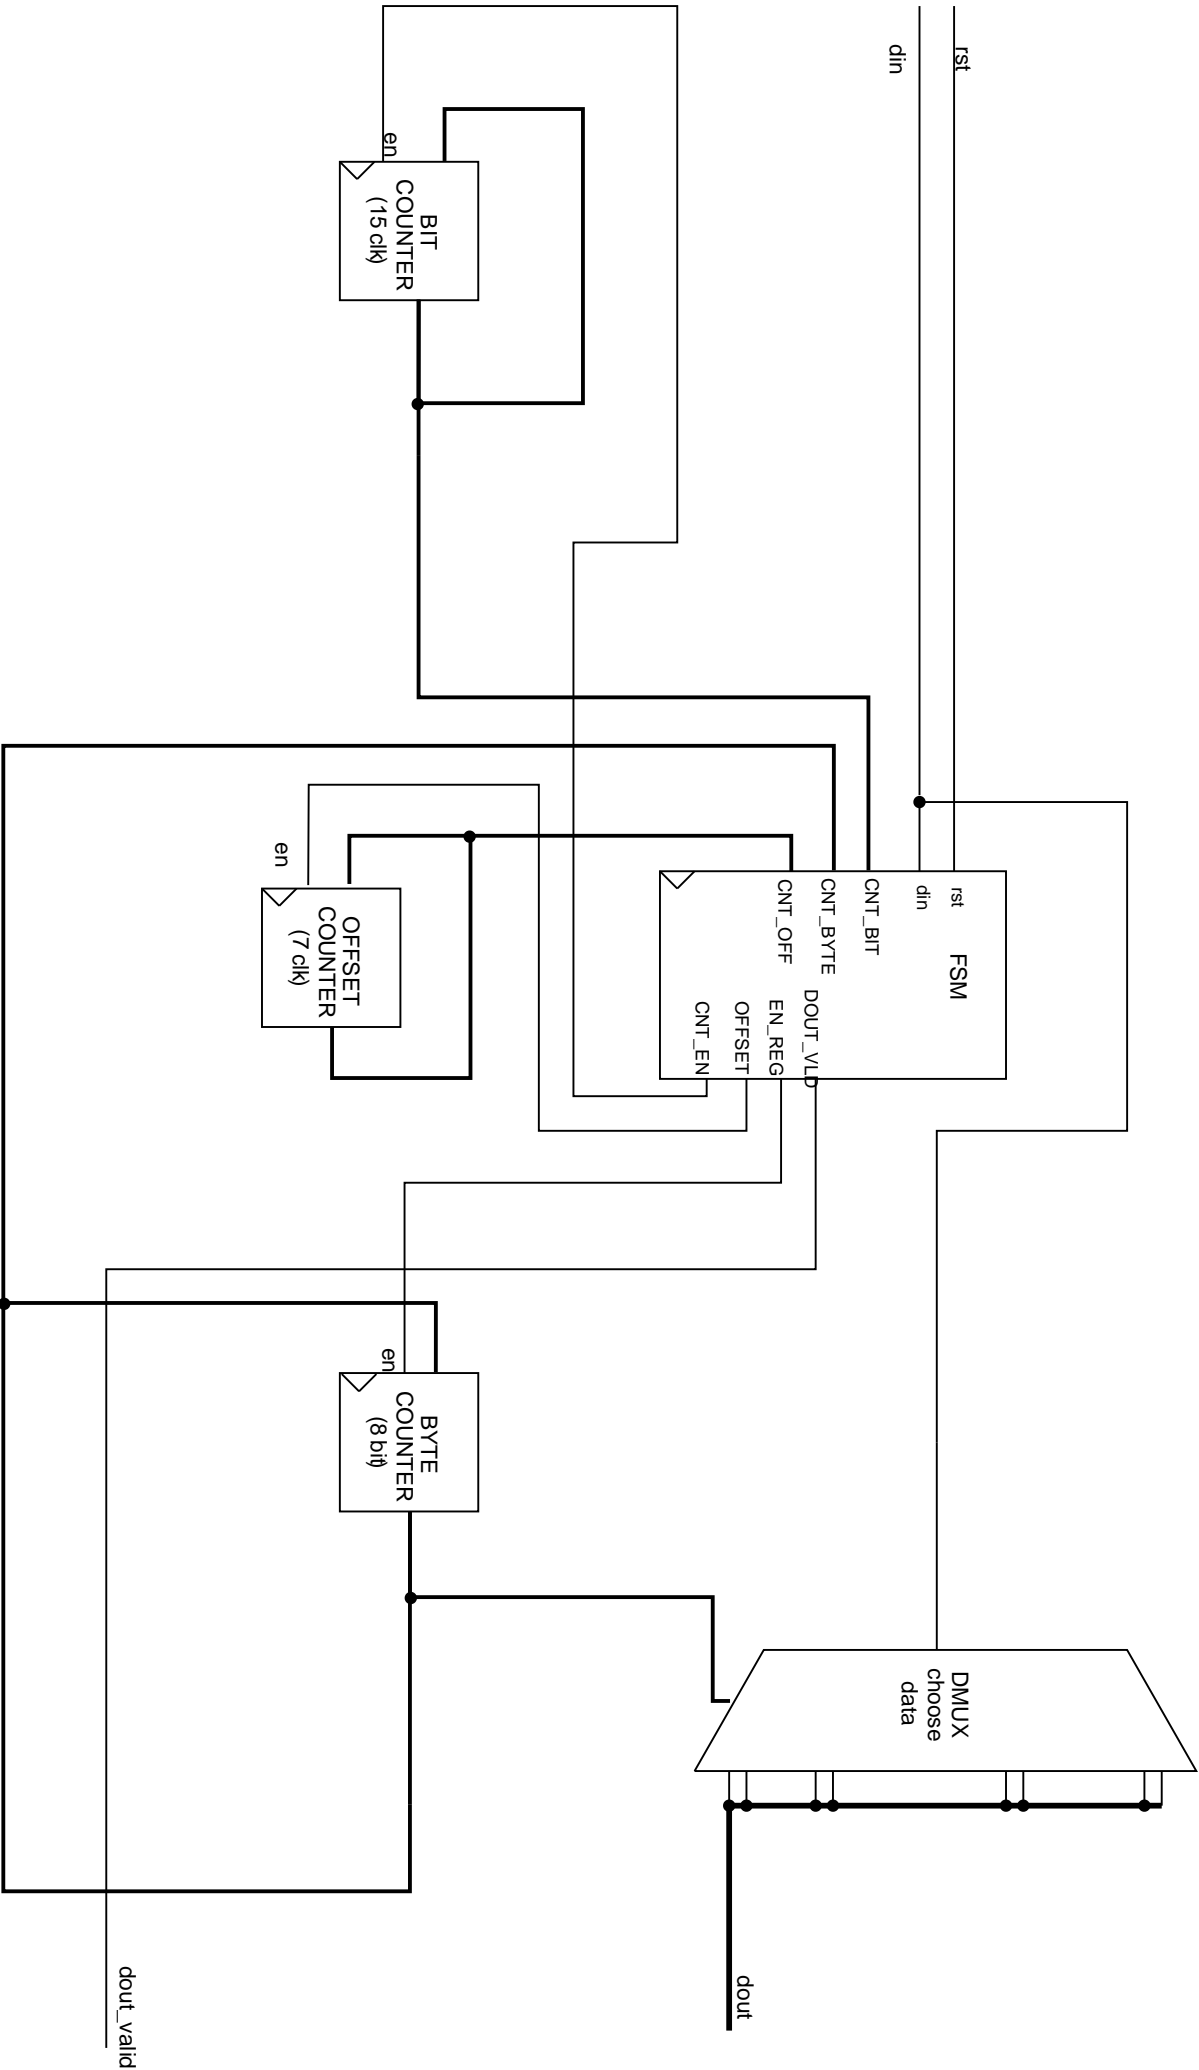 rst
din
en
BIT
COUNTER
(15 clk)
FSM
rst
din
CNT_BIT
CNT_BYTE
CNT_OFF
DOUT_VLD
EN_REG
OFFSET
CNT_EN
en
OFFSET
COUNTER
(7 clk)
en
BYTE
COUNTER
(8 bit)
DMUX
choose
data
dout
dout_valid